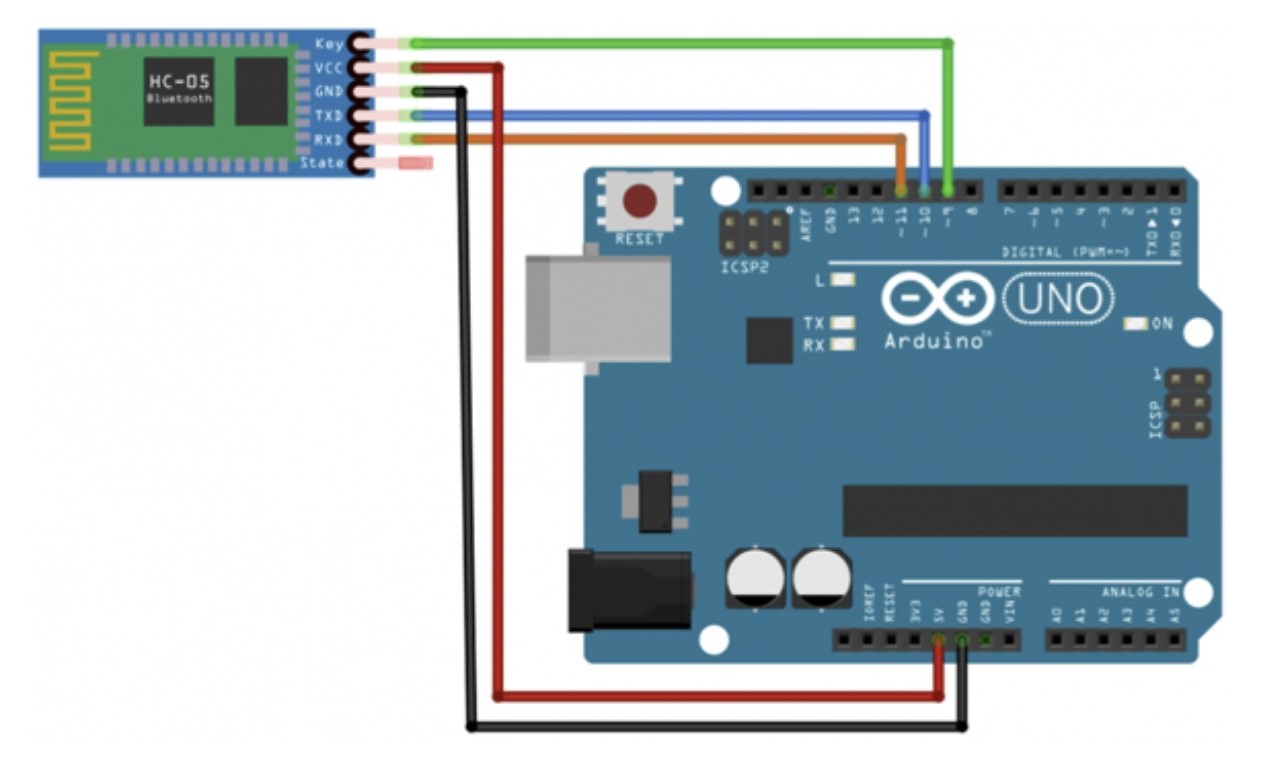 HC-05
Bluetooth
Key
VCC
GND
TXD
RXD
State
RESET
ICSP2
AREF
GND
13
12
~11
~10
~9
8
7
~6
~5
4
~3
2
TX0 ▶ 1
RX0 ◀ 0
DIGITAL (PWM=~)
L
TX
RX
UNO
Arduino™
ON
1
ICSP
IOREF
RESET
3V3
5V
GND
GND
VIN
POWER
ANALOG IN
A0
A1
A2
A3
A4
A5